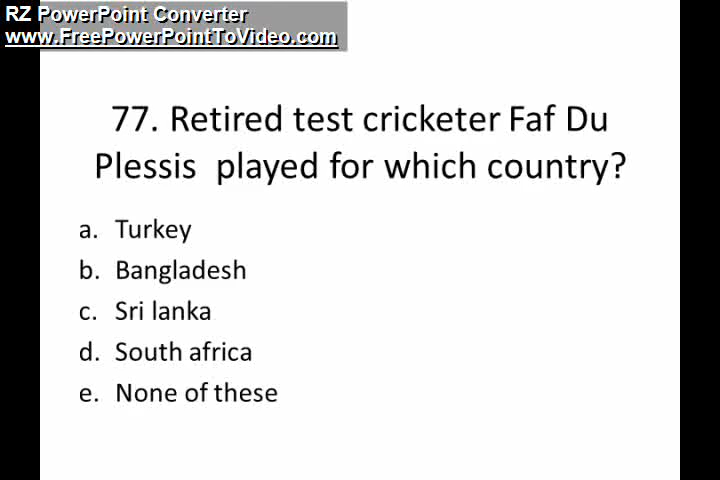 RZ PowerPoint Converter
www.FreePowerPointToVideo.com
77. Retired test cricketer Faf Du
Plessis played for which country?
a. Turkey
b. Bangladesh
c. Sri lanka
d. South africa
e. None of these